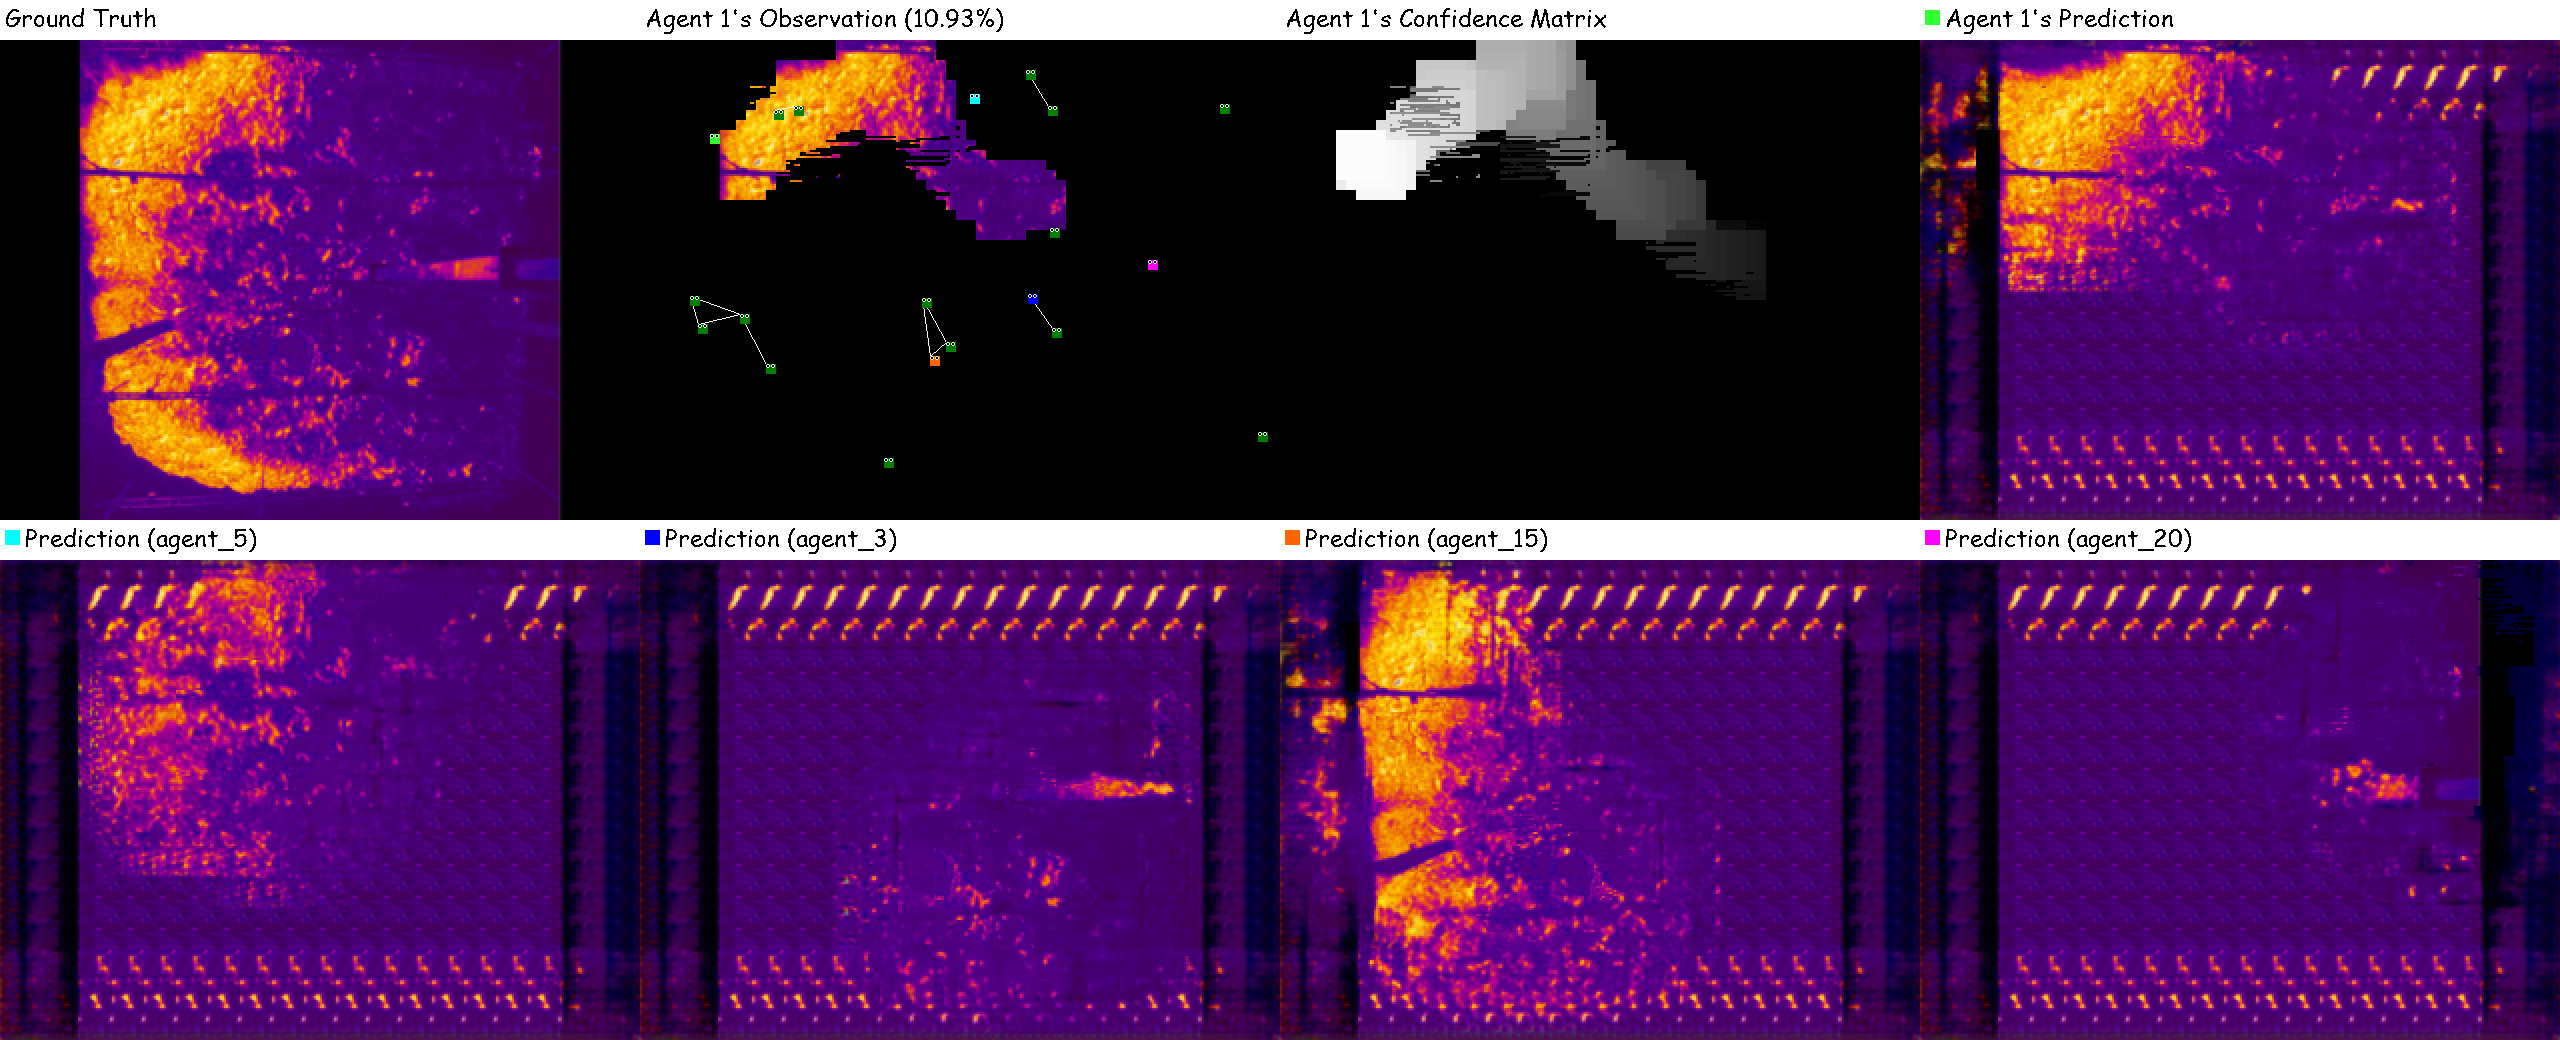 Ground Truth
Agent 1's Observation (10.93%)
Agent 1's Confidence Matrix
Agent 1's Prediction
Prediction (agent_5)
Prediction (agent_3)
Prediction (agent_15)
Prediction (agent_20)